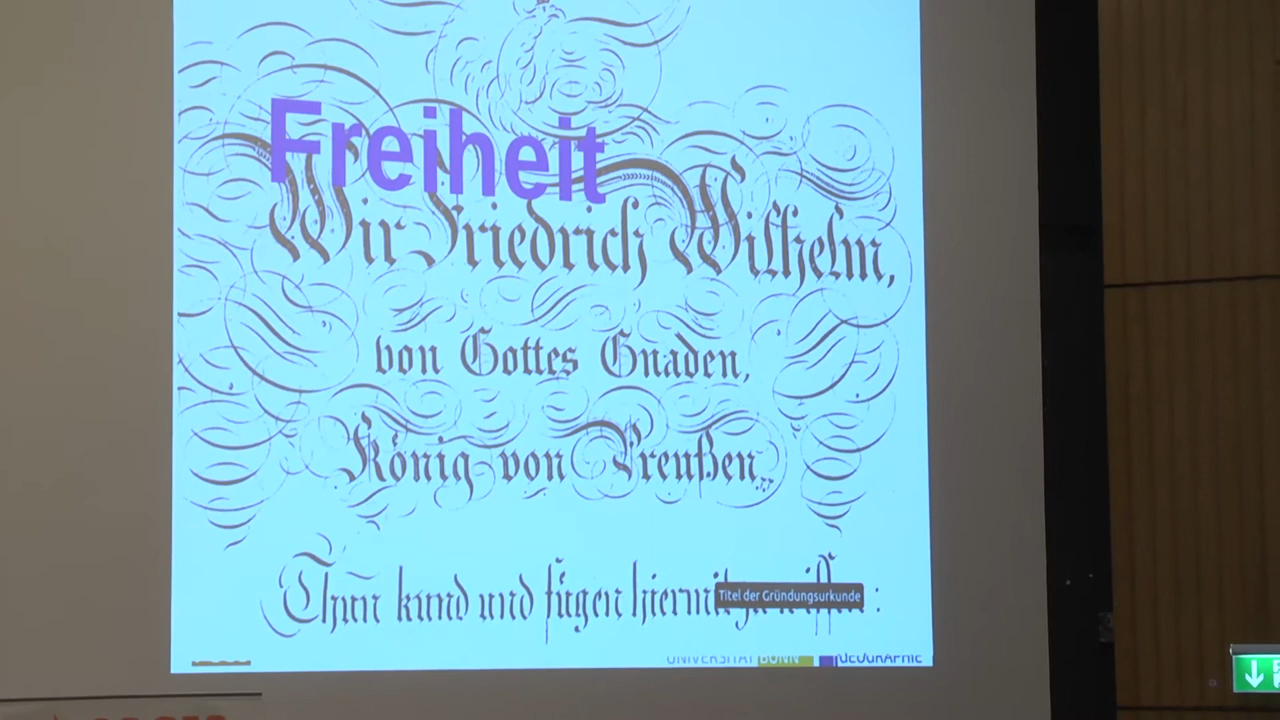 Freiheit
Wir Friedrich Wilhelm,
von Gottes Gnaden,
König von Preußen,
Thun kund und fügen hiermit
Titel der Gründungsurkunde
:
UNIVERSITÄT BONN
GEOGRAPHIE